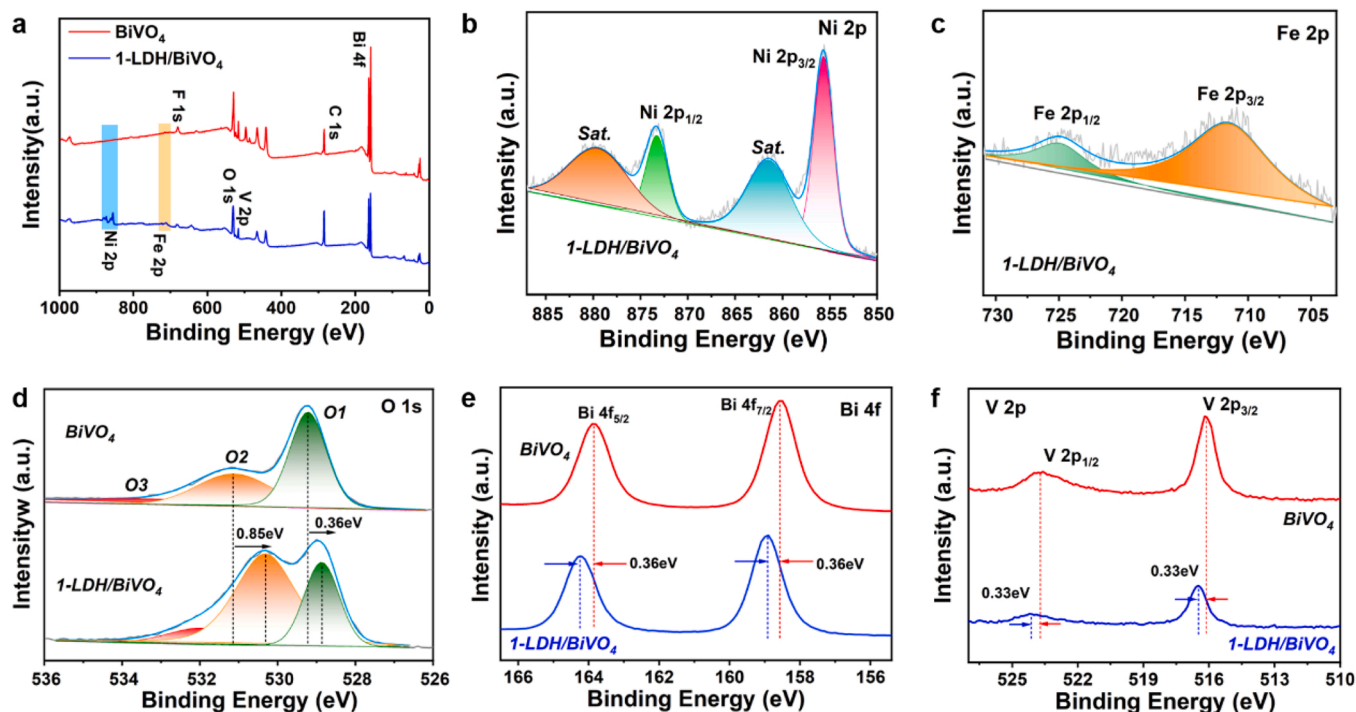 a
BiVO4
1-LDH/BiVO4
Bi 4f
F 1s
C 1s
O 1s
V 2p
Ni 2p
Fe 2p
Intensity(a.u.)
1000 800 600 400 200 0
Binding Energy (eV)
b
Ni 2p
Ni 2p3/2
Ni 2p1/2
Sat.
Sat.
1-LDH/BiVO4
Intensity (a.u.)
885 880 875 870 865 860 855 850
Binding Energy (eV)
c
Fe 2p
Fe 2p3/2
Fe 2p1/2
1-LDH/BiVO4
Intensity (a.u.)
730 725 720 715 710 705
Binding Energy (eV)
d
O 1s
O1
BiVO4
O2
O3
0.85eV
0.36eV
1-LDH/BiVO4
Intensityw (a.u.)
536 534 532 530 528 526
Binding Energy (eV)
e
Bi 4f
Bi 4f7/2
Bi 4f5/2
BiVO4
0.36eV
0.36eV
1-LDH/BiVO4
Intensity (a.u.)
166 164 162 160 158 156
Binding Energy (eV)
f
V 2p
V 2p3/2
V 2p1/2
BiVO4
0.33eV
0.33eV
1-LDH/BiVO4
Intensity (a.u.)
525 522 519 516 513 510
Binding Energy (eV)